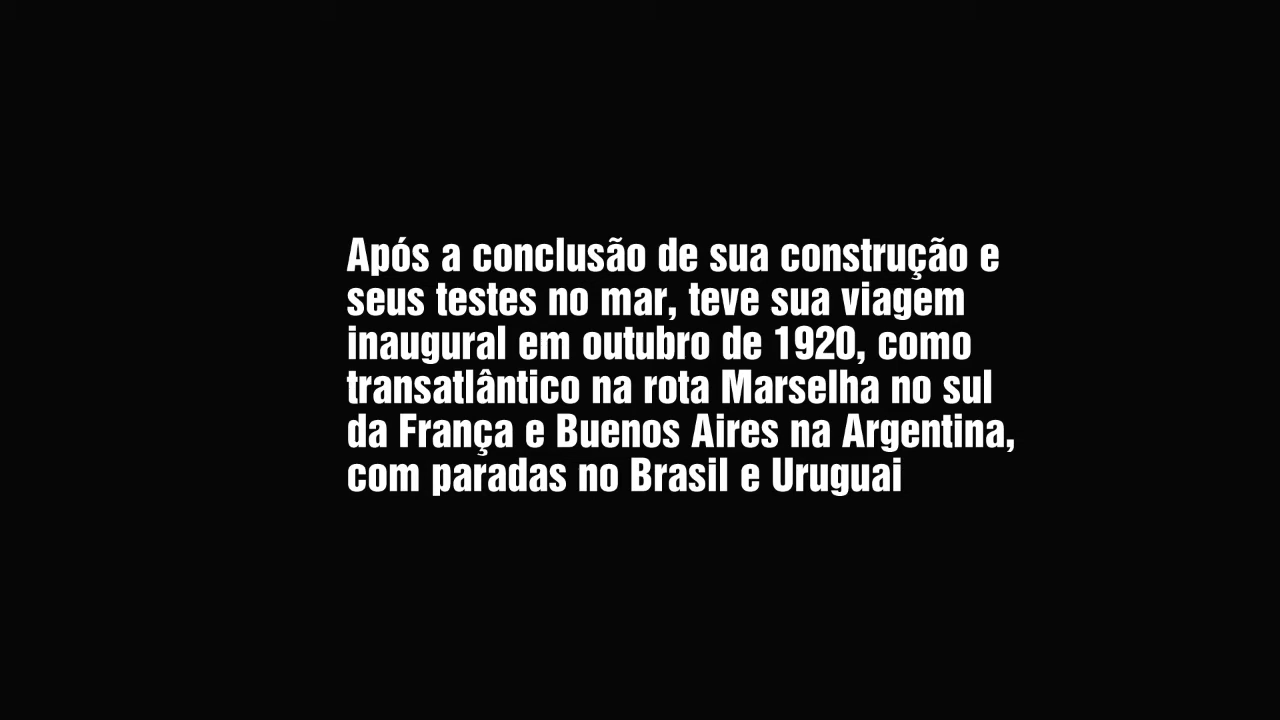 Após a conclusão de sua construção e
seus testes no mar, teve sua viagem
inaugural em outubro de 1920, como
transatlântico na rota Marselha no sul
da França e Buenos Aires na Argentina,
com paradas no Brasil e Uruguai